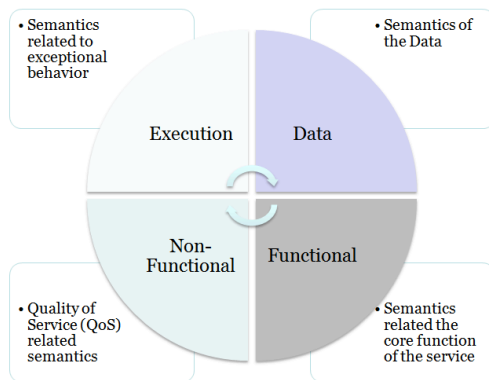 • Semantics
related to
exceptional
behavior
• Semantics of
the Data
Execution
Data
Non-
Functional
Functional
• Quality of
Service (QoS)
related
semantics
• Semantics
related the
core function
of the service